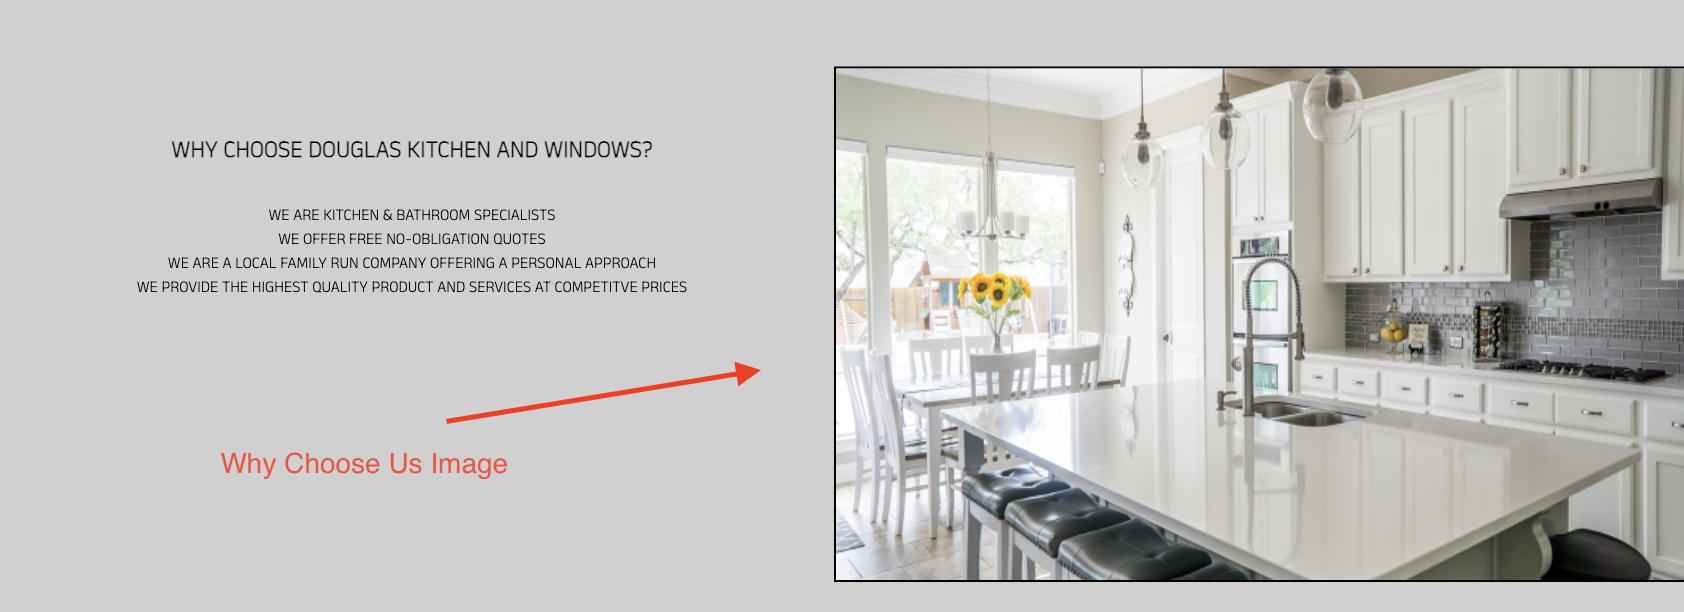 WHY CHOOSE DOUGLAS KITCHEN AND WINDOWS?
WE ARE KITCHEN & BATHROOM SPECIALISTS
WE OFFER FREE NO-OBLIGATION QUOTES
WE ARE A LOCAL FAMILY RUN COMPANY OFFERING A PERSONAL APPROACH
WE PROVIDE THE HIGHEST QUALITY PRODUCT AND SERVICES AT COMPETITVE PRICES
Why Choose Us Image